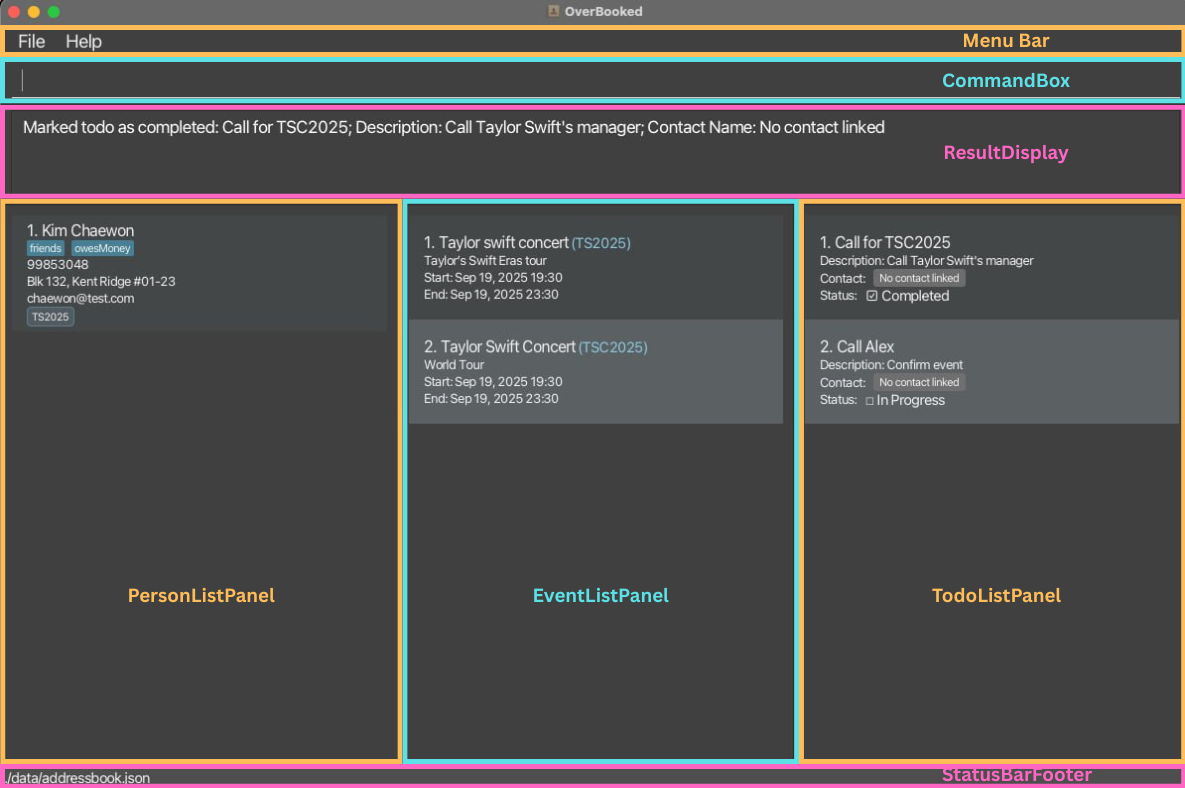 OverBooked
File Help Menu Bar
CommandBox
Marked todo as completed: Call for TSC2025; Description: Call Taylor Swift's manager; Contact Name: No contact linked
ResultDisplay
1. Kim Chaewon
friends owesMoney
99853048
Blk 132, Kent Ridge #01-23
chaewon@test.com
TS2025
PersonListPanel
1. Taylor swift concert (TS2025)
Taylor's Swift Eras tour
Start: Sep 19, 2025 19:30
End: Sep 19, 2025 23:30
2. Taylor Swift Concert (TSC2025)
World Tour
Start: Sep 19, 2025 19:30
End: Sep 19, 2025 23:30
EventListPanel
1. Call for TSC2025
Description: Call Taylor Swift's manager
Contact: No contact linked
Status: ☑ Completed
2. Call Alex
Description: Confirm event
Contact: No contact linked
Status: □ In Progress
TodoListPanel
./data/addressbook.json
StatusBarFooter